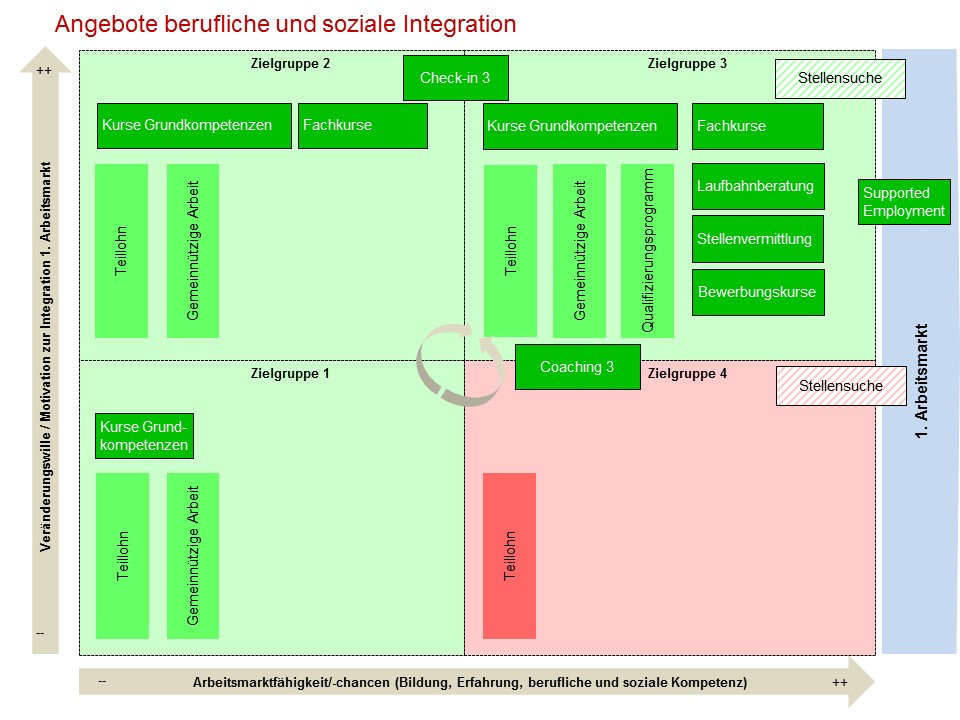 Angebote berufliche und soziale Integration
++
Veränderungswille / Motivation zur Integration 1. Arbeitsmarkt
--
Zielgruppe 2
Check-in 3
Kurse Grundkompetenzen
Fachkurse
Teillohn
Gemeinnützige Arbeit
Zielgruppe 3
Stellensuche
Kurse Grundkompetenzen
Fachkurse
Teillohn
Gemeinnützige Arbeit
Qualifizierungsprogramm
Laufbahnberatung
Stellenvermittlung
Bewerbungskurse
Supported
Employment
Zielgruppe 1
Kurse Grund-
kompetenzen
Teillohn
Gemeinnützige Arbeit
Coaching 3
Zielgruppe 4
Stellensuche
Teillohn
1. Arbeitsmarkt
--
Arbeitsmarktfähigkeit/-chancen (Bildung, Erfahrung, berufliche und soziale Kompetenz)
++